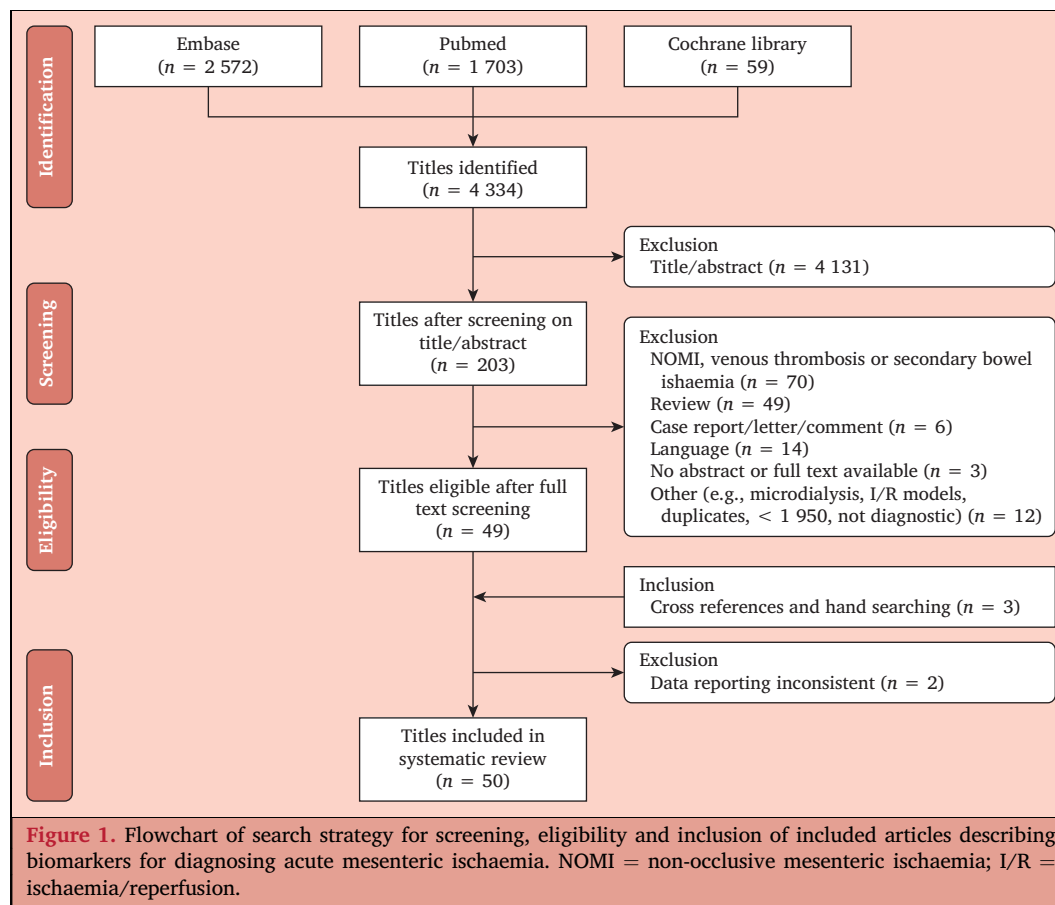 Identification
Embase
(n = 2 572)
Pubmed
(n = 1 703)
Cochrane library
(n = 59)
Titles identified
(n = 4 334)
Exclusion
Title/abstract (n = 4 131)
Screening
Titles after screening on
title/abstract
(n = 203)
Exclusion
NOMI, venous thrombosis or secondary bowel
ishaemia (n = 70)
Review (n = 49)
Case report/letter/comment (n = 6)
Language (n = 14)
No abstract or full text available (n = 3)
Other (e.g., microdialysis, I/R models,
duplicates, < 1 950, not diagnostic) (n = 12)
Eligibility
Titles eligible after full
text screening
(n = 49)
Inclusion
Cross references and hand searching (n = 3)
Exclusion
Data reporting inconsistent (n = 2)
Inclusion
Titles included in
systematic review
(n = 50)
Figure 1. Flowchart of search strategy for screening, eligibility and inclusion of included articles describing
biomarkers for diagnosing acute mesenteric ischaemia. NOMI = non-occlusive mesenteric ischaemia; I/R =
ischaemia/reperfusion.